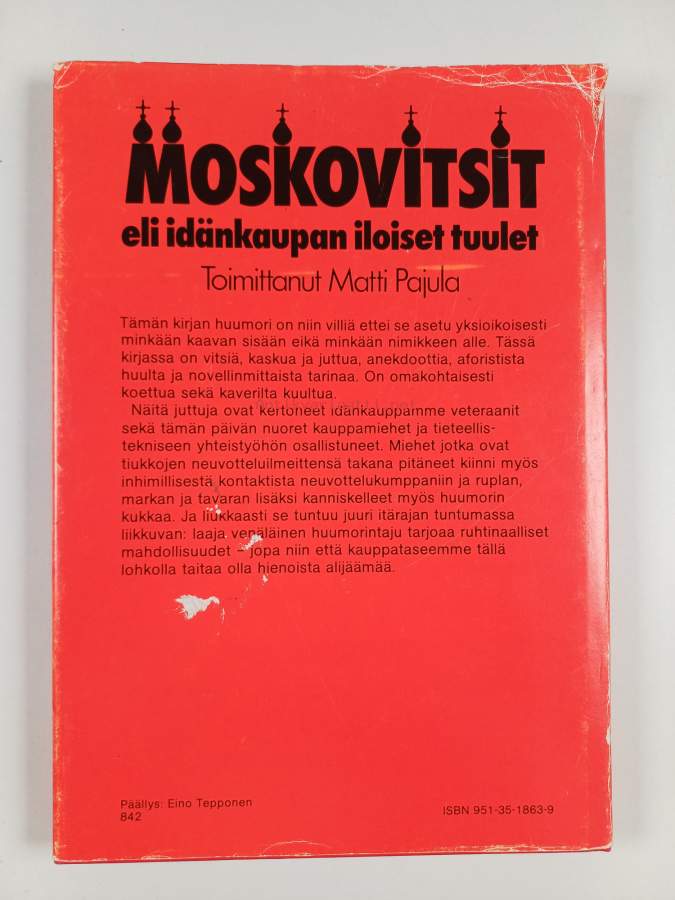 MOSKOVITSIT
eli idänkaupan iloiset tuulet
Toimittanut Matti Pajula
Tämän kirjan huumori on niin villiä ettei se asetu yksioikoisesti
minkään kaavan sisään eikä minkään nimikkeen alle. Tässä
kirjassa on vitsiä, kaskua ja juttua, anekdoottia, aforistista
huulta ja novellinmittaista tarinaa. On omakohtaisesti
koettua sekä kaverilta kuultua.
Näitä juttuja ovat kertoneet idänkauppamme veteraanit
sekä tämän päivän nuoret kauppamiehet ja tieteellis-
tekniseen yhteistyöhön osallistuneet. Miehet jotka ovat
tiukkojen neuvotteluilmeittensä takana pitäneet kiinni myös
inhimillisestä kontaktista neuvottelukumppaniin ja ruplan,
markan ja tavaran lisäksi kanniskelleet myös huumorin
kukkaa. Ja liukkaasti se tuntuu juuri itärajan tuntumassa
liikkuvan: laaja venäläinen huumorintaju tarjoaa ruhtinaalliset
mahdollisuudet – jopa niin että kauppataseemme tällä
lohkolla taitaa olla hienoista alijäämää.
Päällys: Eino Tepponen
842
ISBN 951-35-1863-9